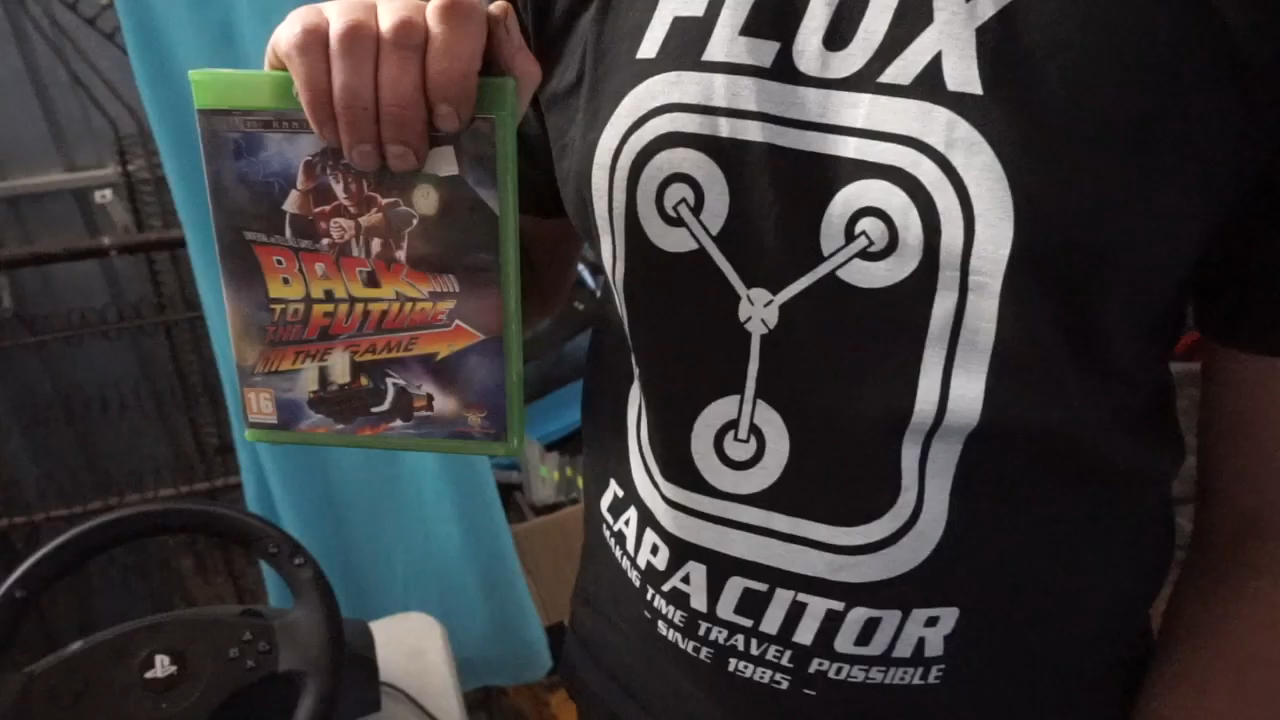 BACK
TO
THE FUTURE
THE GAME
16
FLUX
CAPACITOR
MAKING TIME TRAVEL POSSIBLE
- SINCE 1985 -